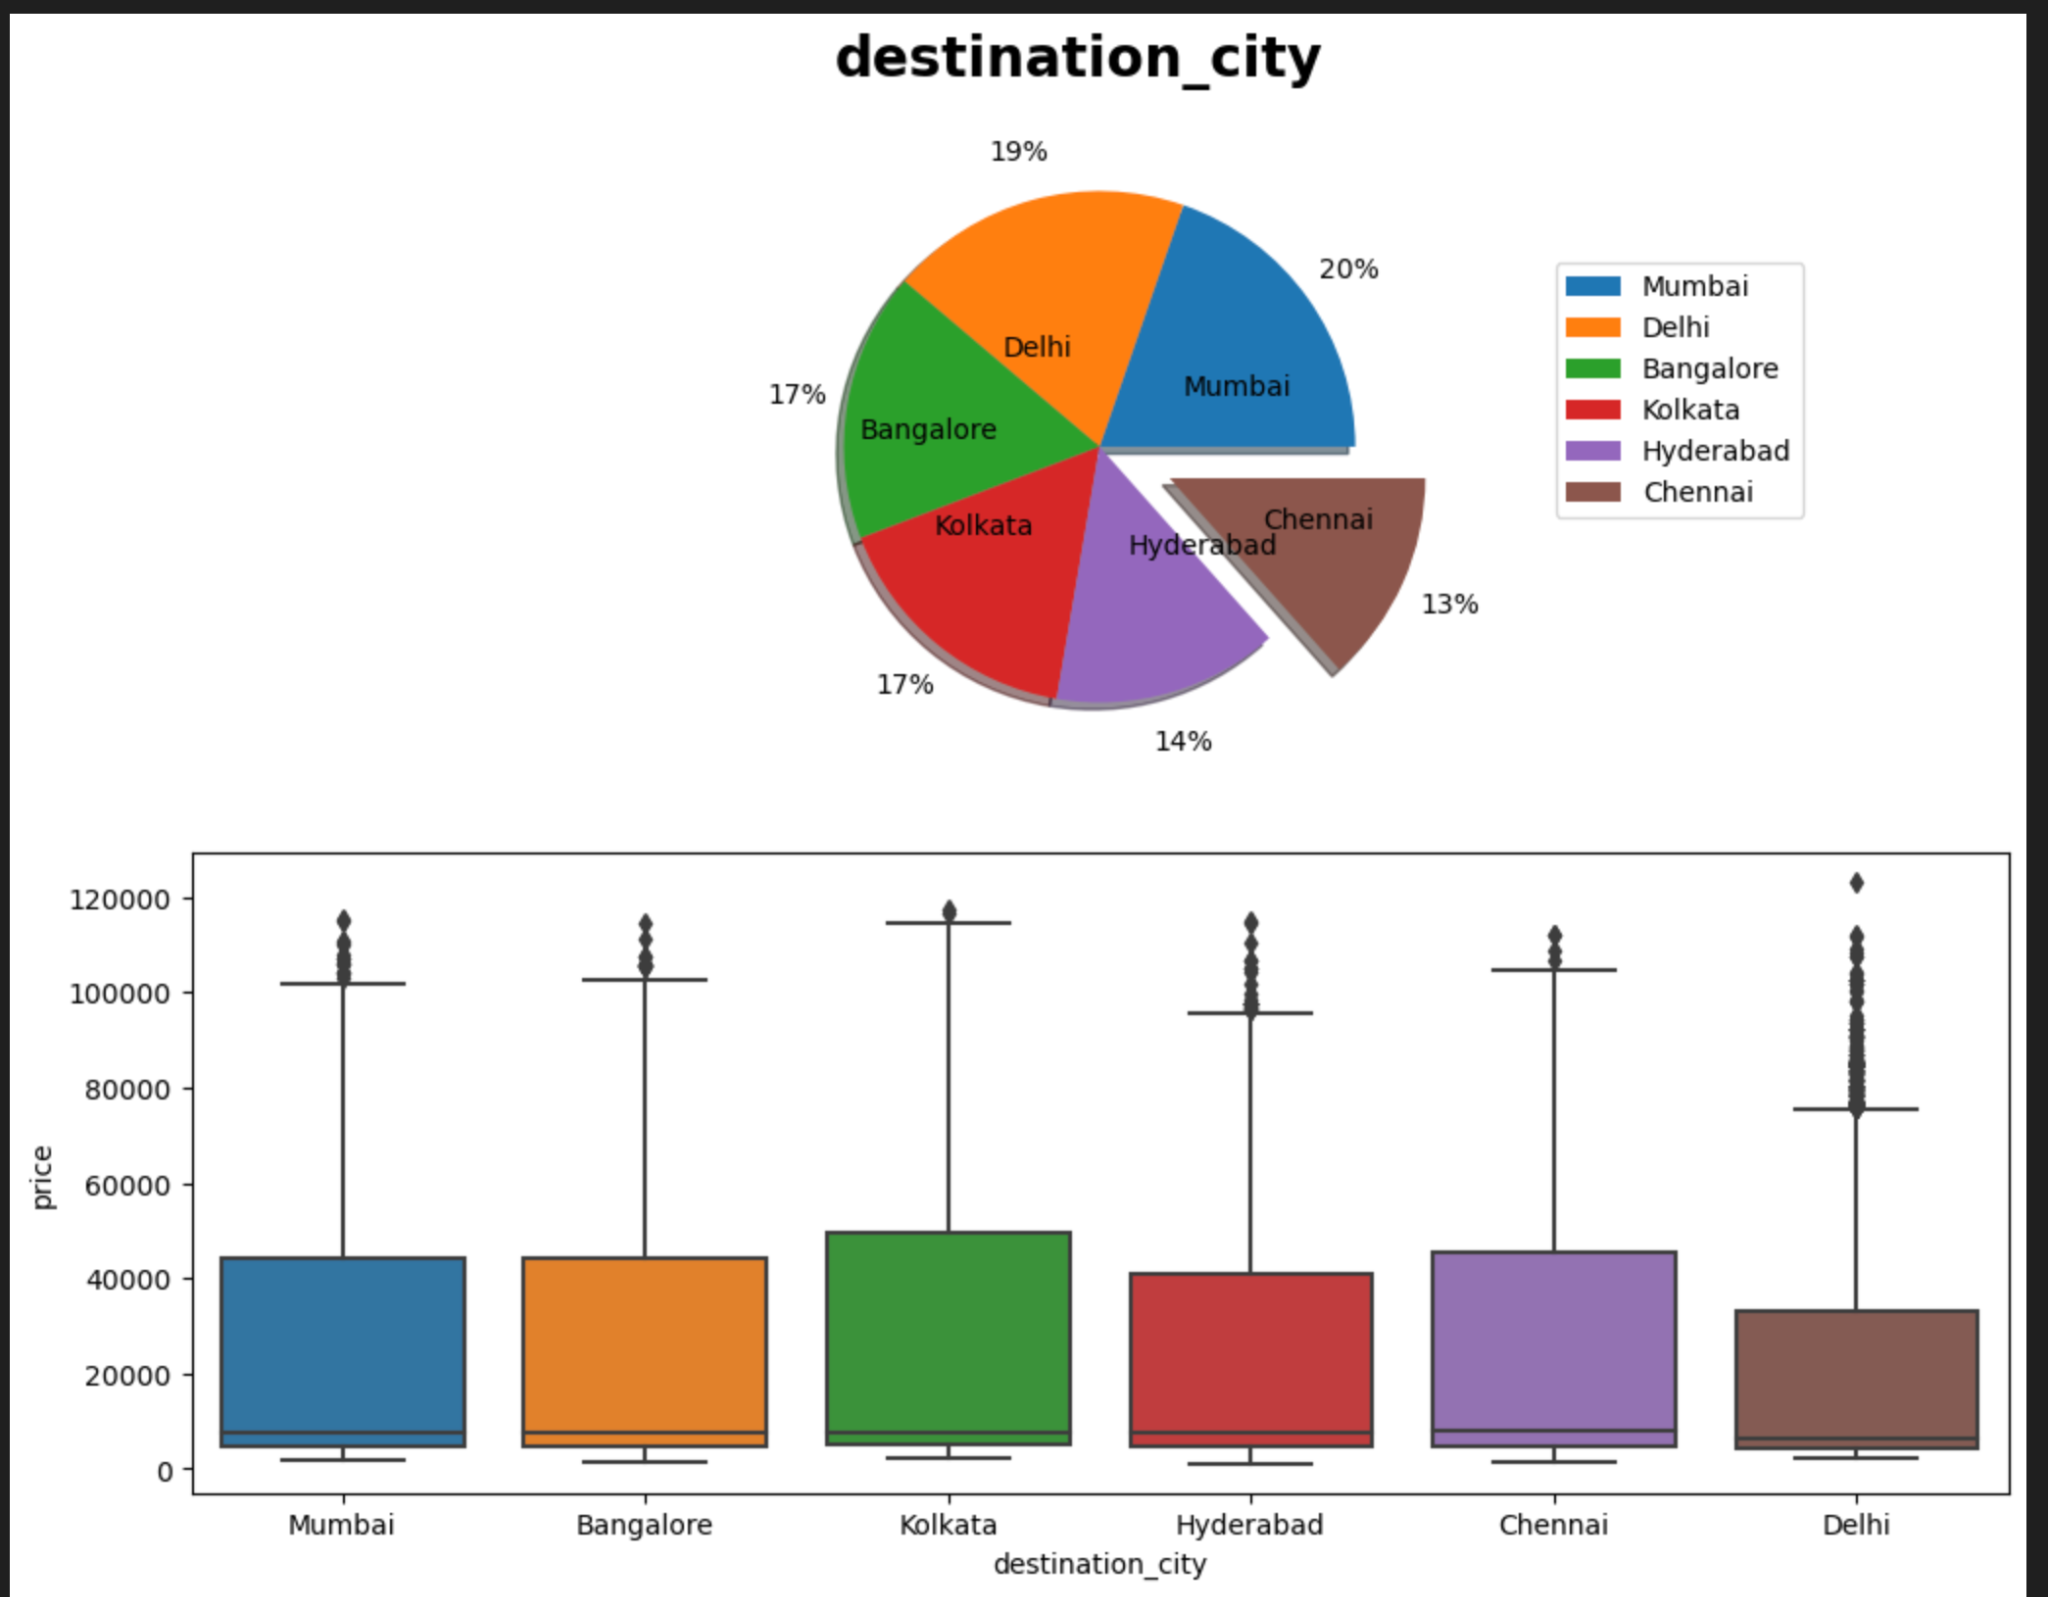 destination_city
19%
20%
Mumbai
Delhi
Bangalore
Kolkata
Hyderabad
Chennai
Delhi
Mumbai
17%
Bangalore
Kolkata
Chennai
Hyderabad
13%
17%
14%
120000
100000
80000
60000
40000
20000
0
price
Mumbai
Bangalore
Kolkata
Hyderabad
Chennai
Delhi
destination_city